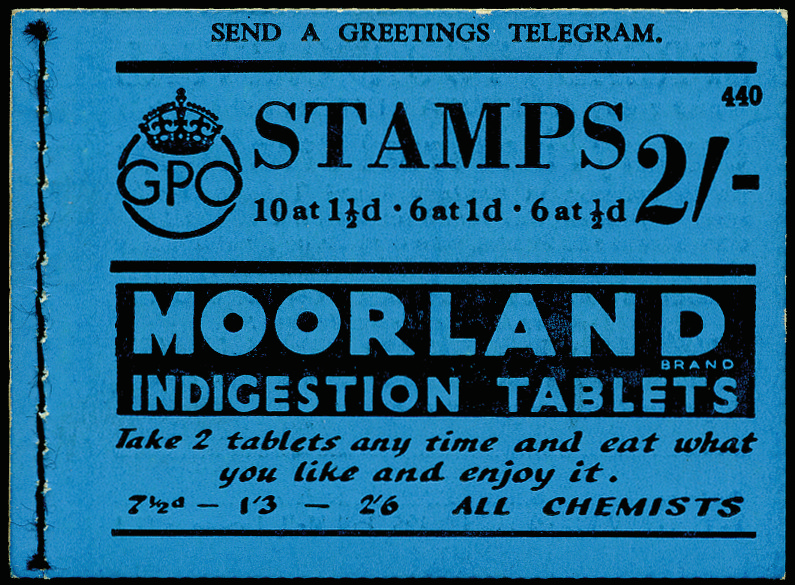 SEND A GREETINGS TELEGRAM.
440
GPO
STAMPS 2/-
10 at 1½d · 6 at 1d · 6 at ½d
MOORLAND
BRAND
INDIGESTION TABLETS
Take 2 tablets any time and eat what
you like and enjoy it.
7½d — 1'3 — 2'6 ALL CHEMISTS